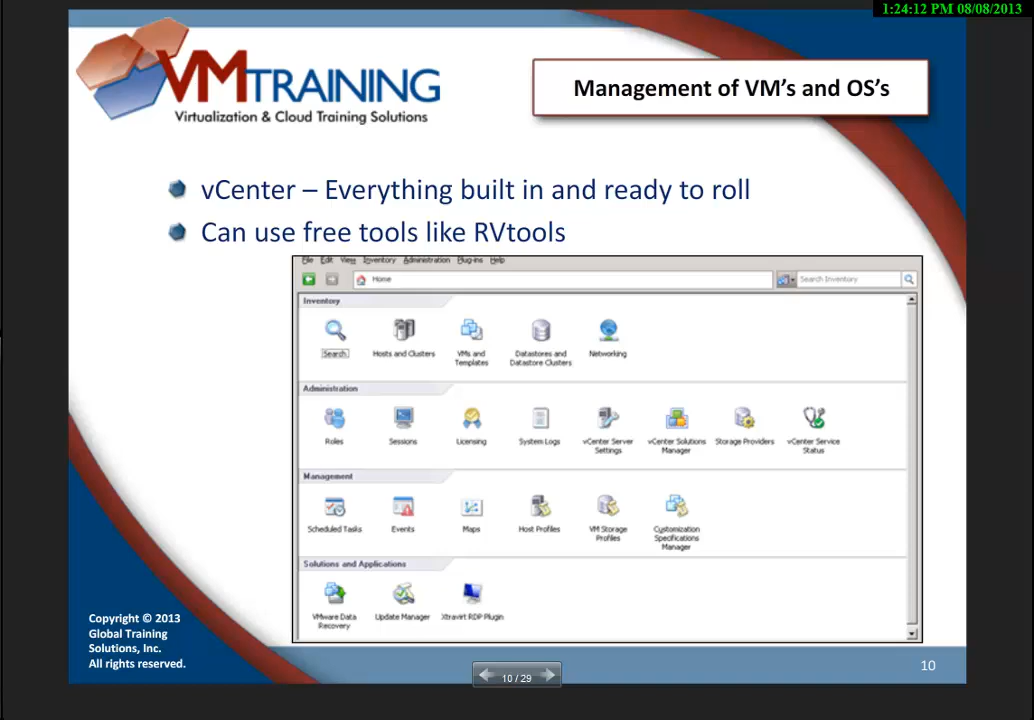 1:24:12 PM 08/08/2013
VMTRAINING
Virtualization & Cloud Training Solutions
Management of VM's and OS's
vCenter – Everything built in and ready to roll
Can use free tools like RVtools
File Edit View Inventory Administration Plug-ins Help
Home
Search Inventory
Inventory
Search
Hosts and Clusters
VMs and
Templates
Datastores and
Datastore Clusters
Networking
Administration
Roles
Sessions
Licensing
System Logs
vCenter Server
Settings
vCenter Solutions
Manager
Storage Providers
vCenter Service
Status
Management
Scheduled Tasks
Events
Maps
Host Profiles
VM Storage
Profiles
Customization
Specifications
Manager
Solutions and Applications
VMware Data
Recovery
Update Manager
Xtravirt RDP Plugin
Copyright © 2013
Global Training
Solutions, Inc.
All rights reserved.
10
10 / 29